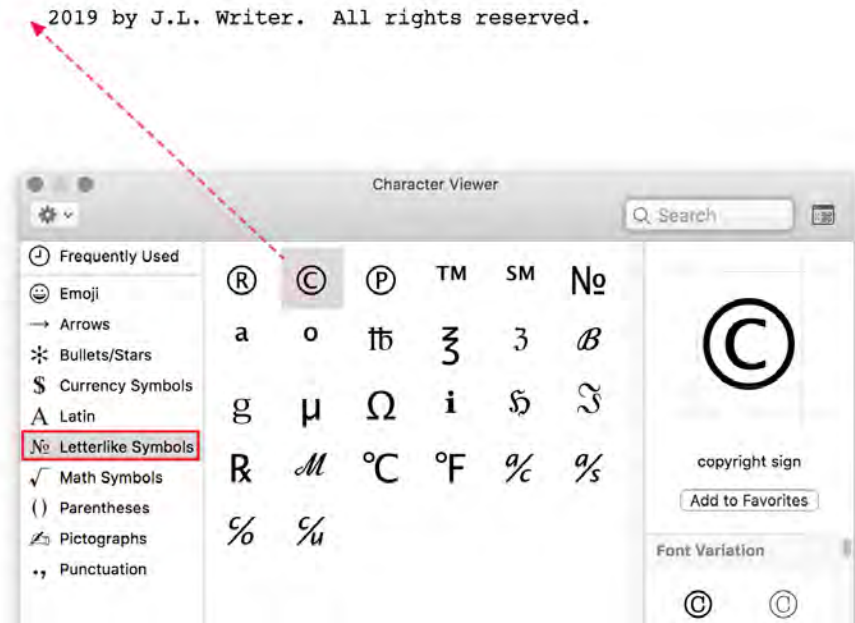 2019 by J.L. Writer.  All rights reserved.
Character Viewer
Search
Frequently Used
Emoji
→ Arrows
Bullets/Stars
$ Currency Symbols
A Latin
№ Letterlike Symbols
√ Math Symbols
( ) Parentheses
Pictographs
., Punctuation
® © ℗ ™ ℠ №
ª º ℔ ℥ ℨ ℬ
ℊ µ Ω ℹ ℌ ℑ
℞ ℳ ℃ ℉ ℀ ℁
℅ ℆
©
copyright sign
Add to Favorites
Font Variation
© ©